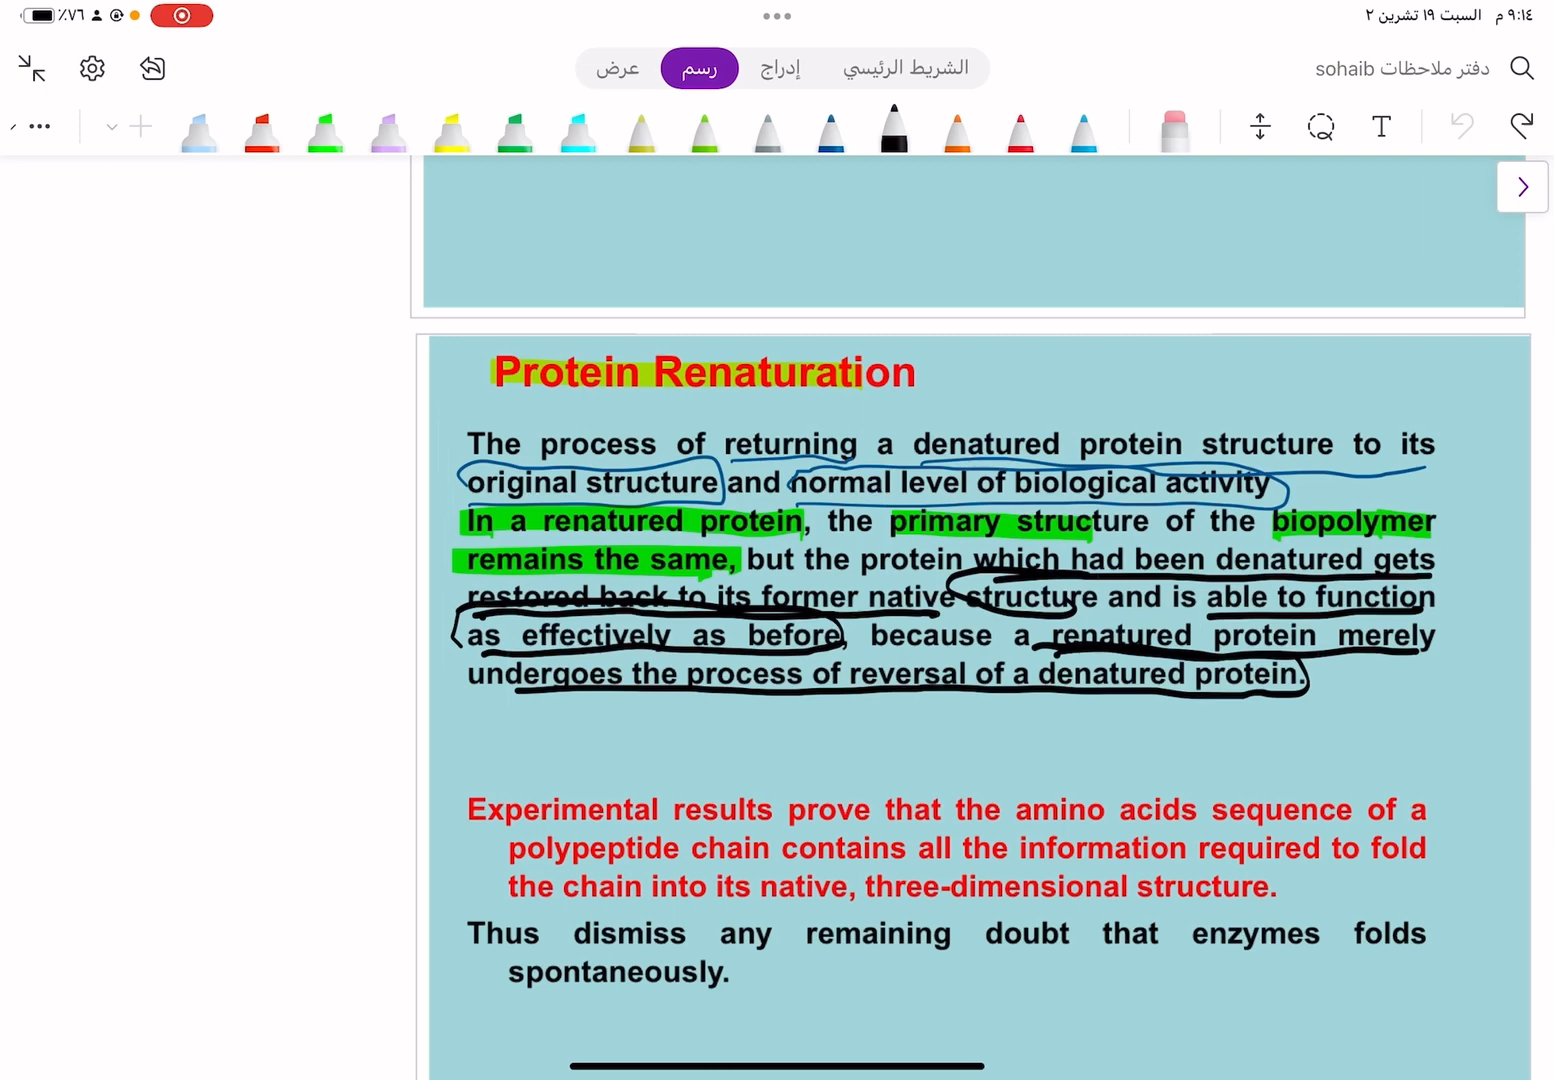 ٪٧٦
السبت ١٩ تشرين ٢ ٩:١٤ م
الشريط الرئيسي إدراج رسم عرض
دفتر ملاحظات sohaib
T
Protein Renaturation
The process of returning a denatured protein structure to its
original structure and normal level of biological activity
In a renatured protein, the primary structure of the biopolymer
remains the same, but the protein which had been denatured gets
restored back to its former native structure and is able to function
as effectively as before, because a renatured protein merely
undergoes the process of reversal of a denatured protein.
Experimental results prove that the amino acids sequence of a
polypeptide chain contains all the information required to fold
the chain into its native, three-dimensional structure.
Thus dismiss any remaining doubt that enzymes folds
spontaneously.